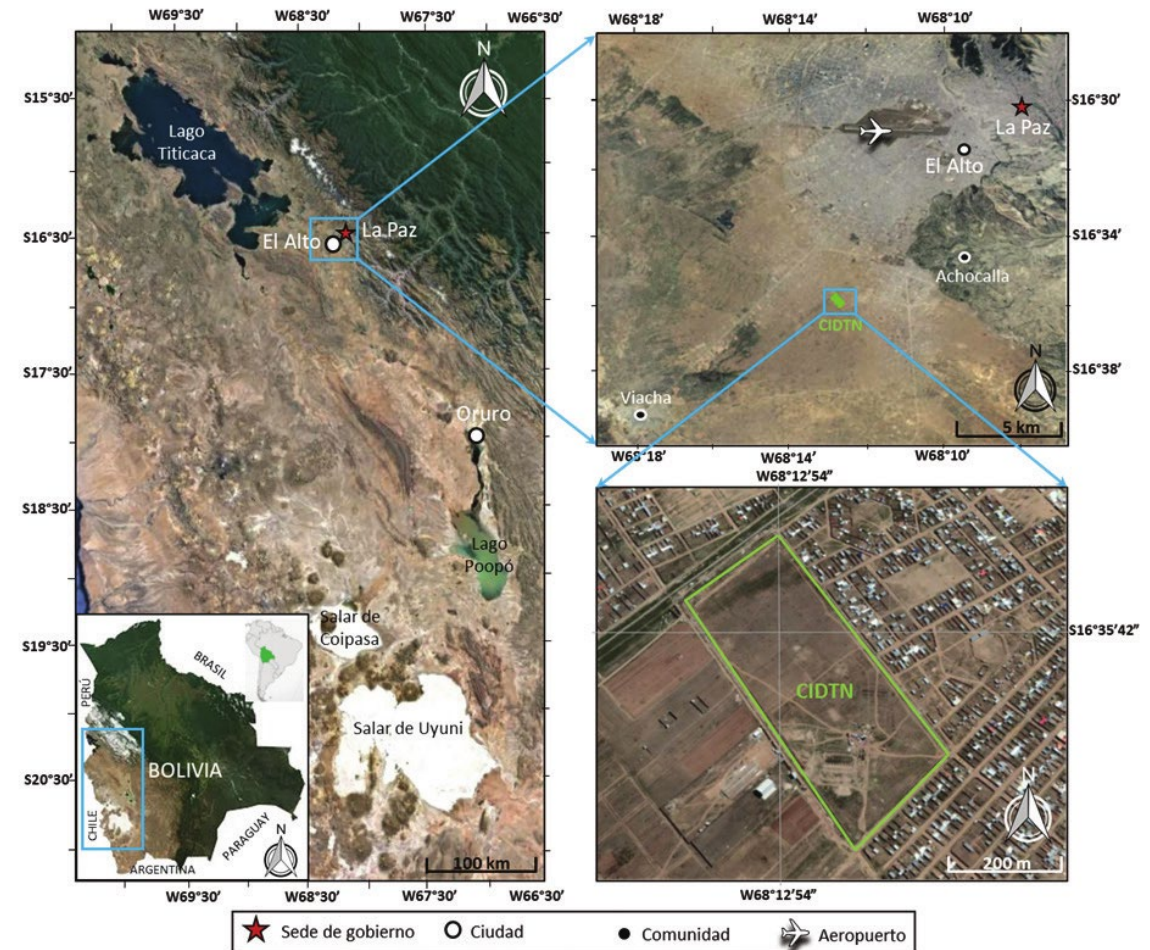 W69°30′ W68°30′ W67°30′ W66°30′
S15°30′
S16°30′
S17°30′
S18°30′
S19°30′
S20°30′
N
Lago
Titicaca
El Alto
La Paz
Oruro
Lago
Poopó
Salar de
Coipasa
Salar de Uyuni
100 km
W69°30′ W68°30′ W67°30′ W66°30′
BRASIL
PERÚ
BOLIVIA
CHILE
PARAGUAY
ARGENTINA
N
W68°18′ W68°14′ W68°10′
S16°30′
S16°34′
S16°38′
La Paz
El Alto
Achocalla
CIDTN
Viacha
N
5 km
W68°18′ W68°14′ W68°10′
W68°12′54″
S16°35′42″
CIDTN
N
200 m
W68°12′54″
Sede de gobierno Ciudad Comunidad Aeropuerto